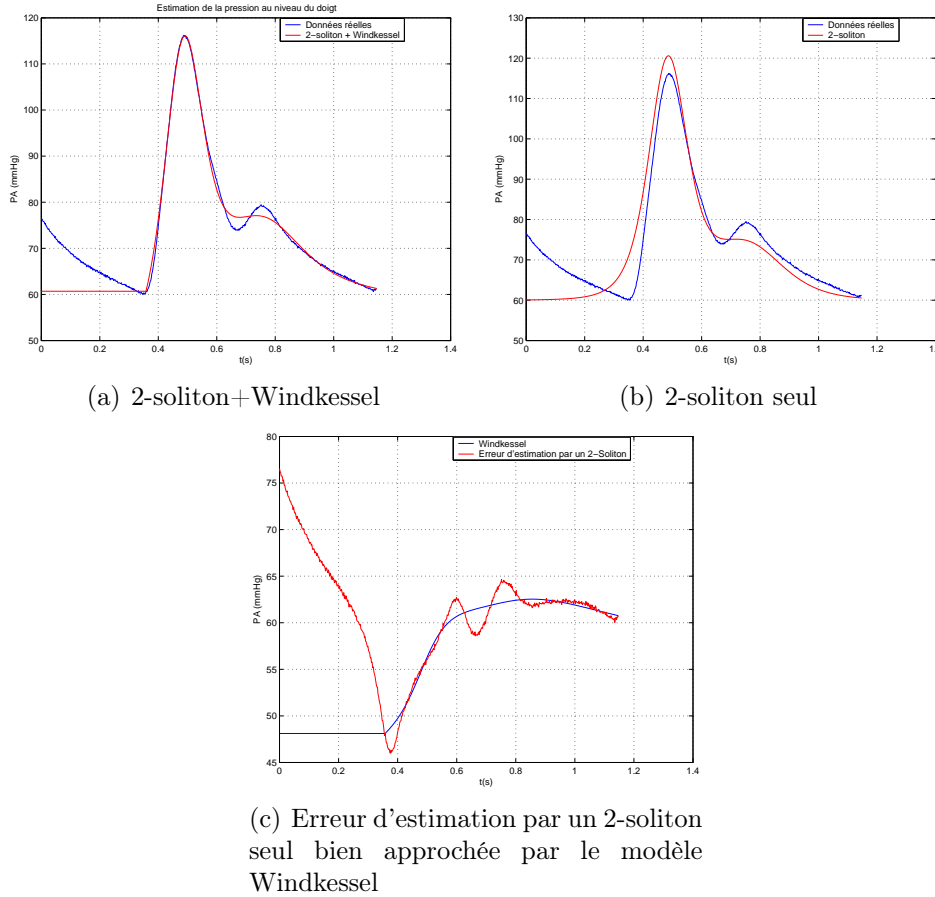 Estimation de la pression au niveau du doigt
Données réelles
2-soliton + Windkessel
120
110
100
90
80
70
60
50
PA (mmHg)
0 0.2 0.4 0.6 0.8 1 1.2 1.4
t(s)
(a) 2-soliton+Windkessel
Données réelles
2-soliton
130
120
110
100
90
80
70
60
50
PA (mmHg)
0 0.2 0.4 0.6 0.8 1 1.2 1.4
t(s)
(b) 2-soliton seul
Windkessel
Erreur d'estimation par un 2-Soliton
80
75
70
65
60
55
50
45
PA (mmHg)
0 0.2 0.4 0.6 0.8 1 1.2 1.4
t(s)
(c) Erreur d'estimation par un 2-soliton
seul bien approchée par le modèle
Windkessel